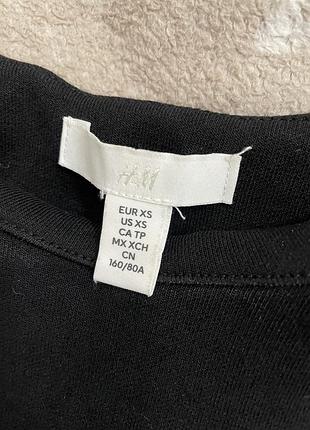 H&M
EUR XS
US XS
CA TP
MX XCH
CN
160/80A